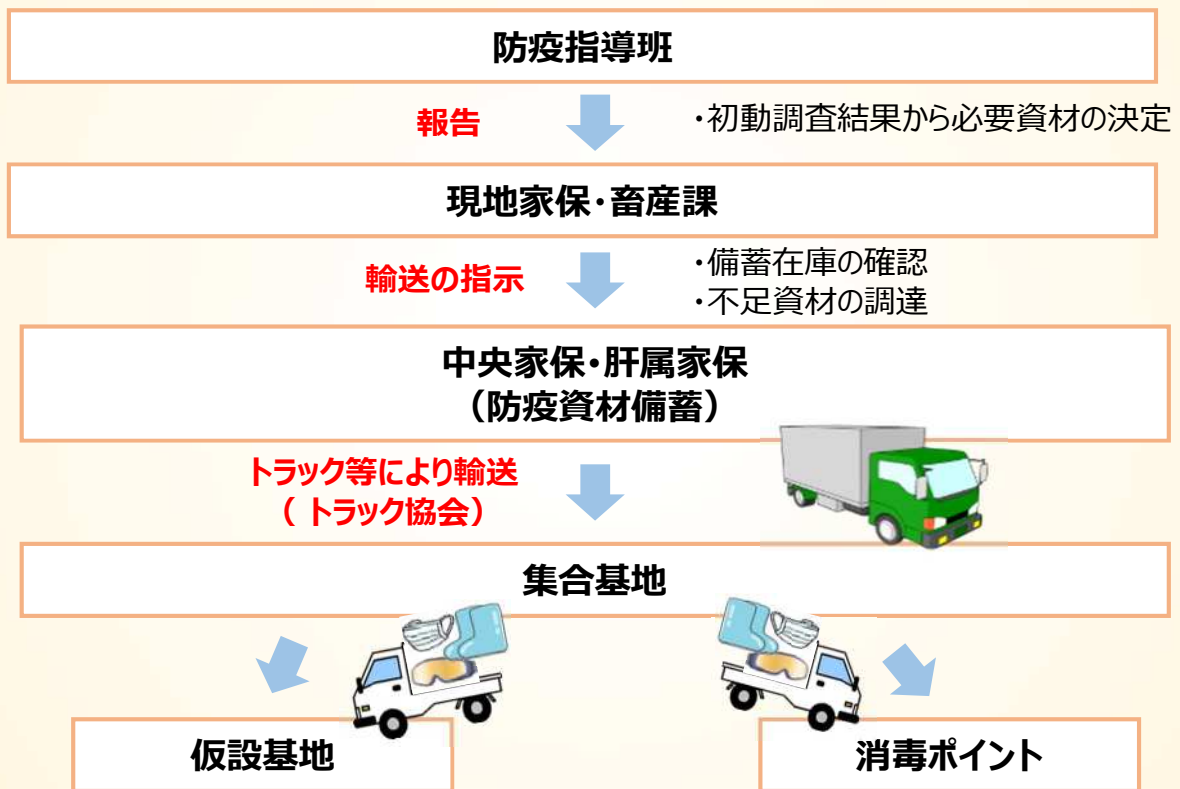 防疫指導班
報告
・初動調査結果から必要資材の決定
現地家保・畜産課
輸送の指示
・備蓄在庫の確認
・不足資材の調達
中央家保・肝属家保
（防疫資材備蓄）
トラック等により輸送
（ トラック協会）
集合基地
仮設基地
消毒ポイント